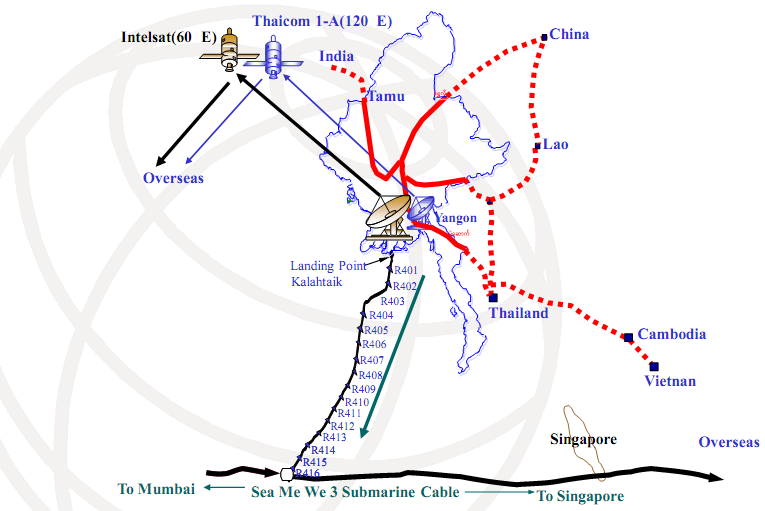 Thaicom 1-A(120 E)
Intelsat(60 E)
China
India
Tamu
Lao
Overseas
Yangon
Landing Point
Kalahtaik
R401
R402
R403
R404
R405
R406
R407
R408
R409
R410
R411
R412
R413
R414
R415
R416
Thailand
Cambodia
Vietnan
Singapore
Overseas
To Mumbai
Sea Me We 3 Submarine Cable
To Singapore